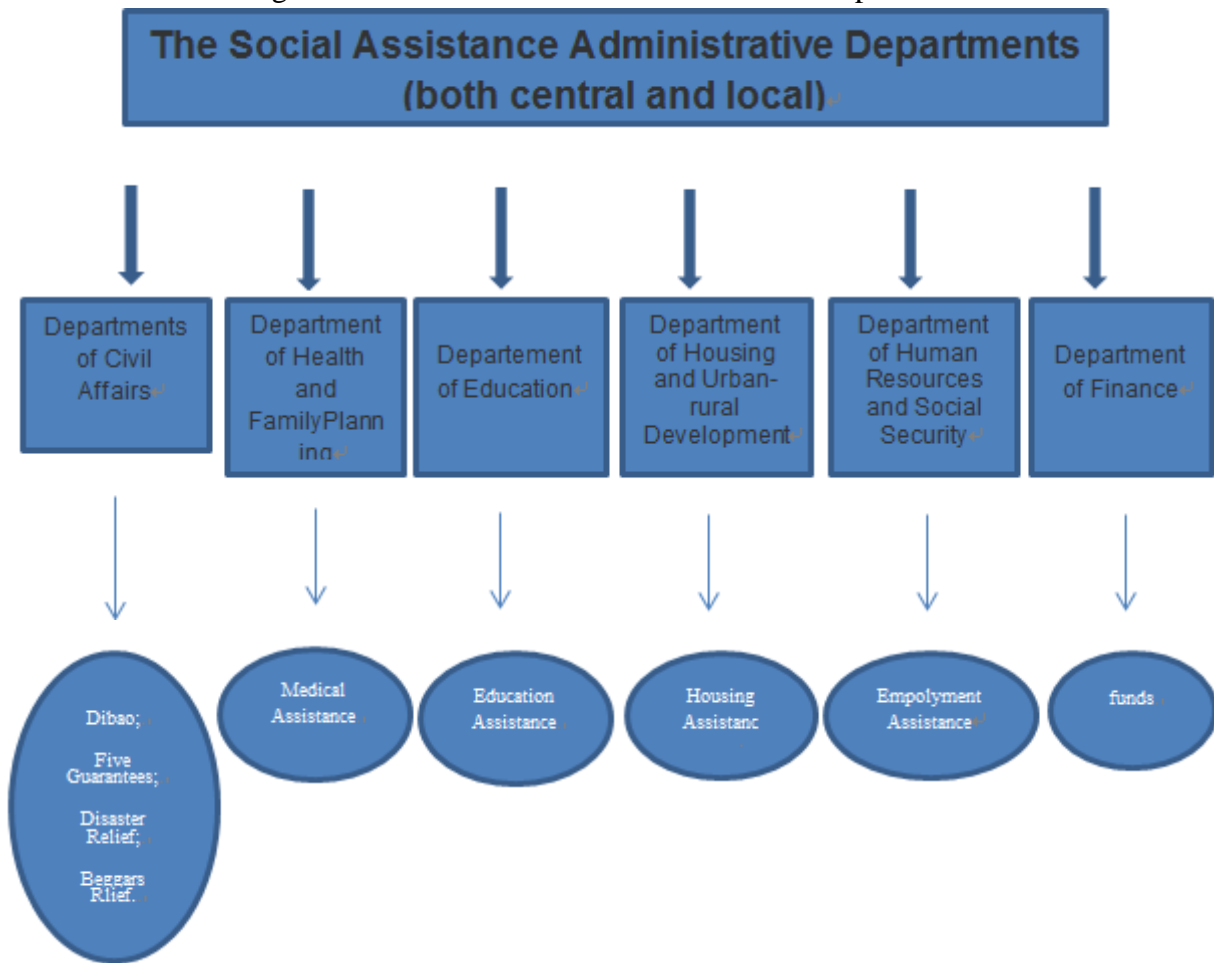 The Social Assistance Administrative Departments
(both central and local)
Departments
of Civil
Affairs
Department
of Health
and
FamilyPlann
ing
Departement
of Education
Department
of Housing
and Urban-
rural
Development
Department
of Human
Resources
and Social
Security
Department
of Finance
Dibao;
Five
Guarantees;
Disaster
Relief;
Beggars
Rlief.
Medical
Assistance
Education
Assistance
Housing
Assistanc
Empolyment
Assistance
funds